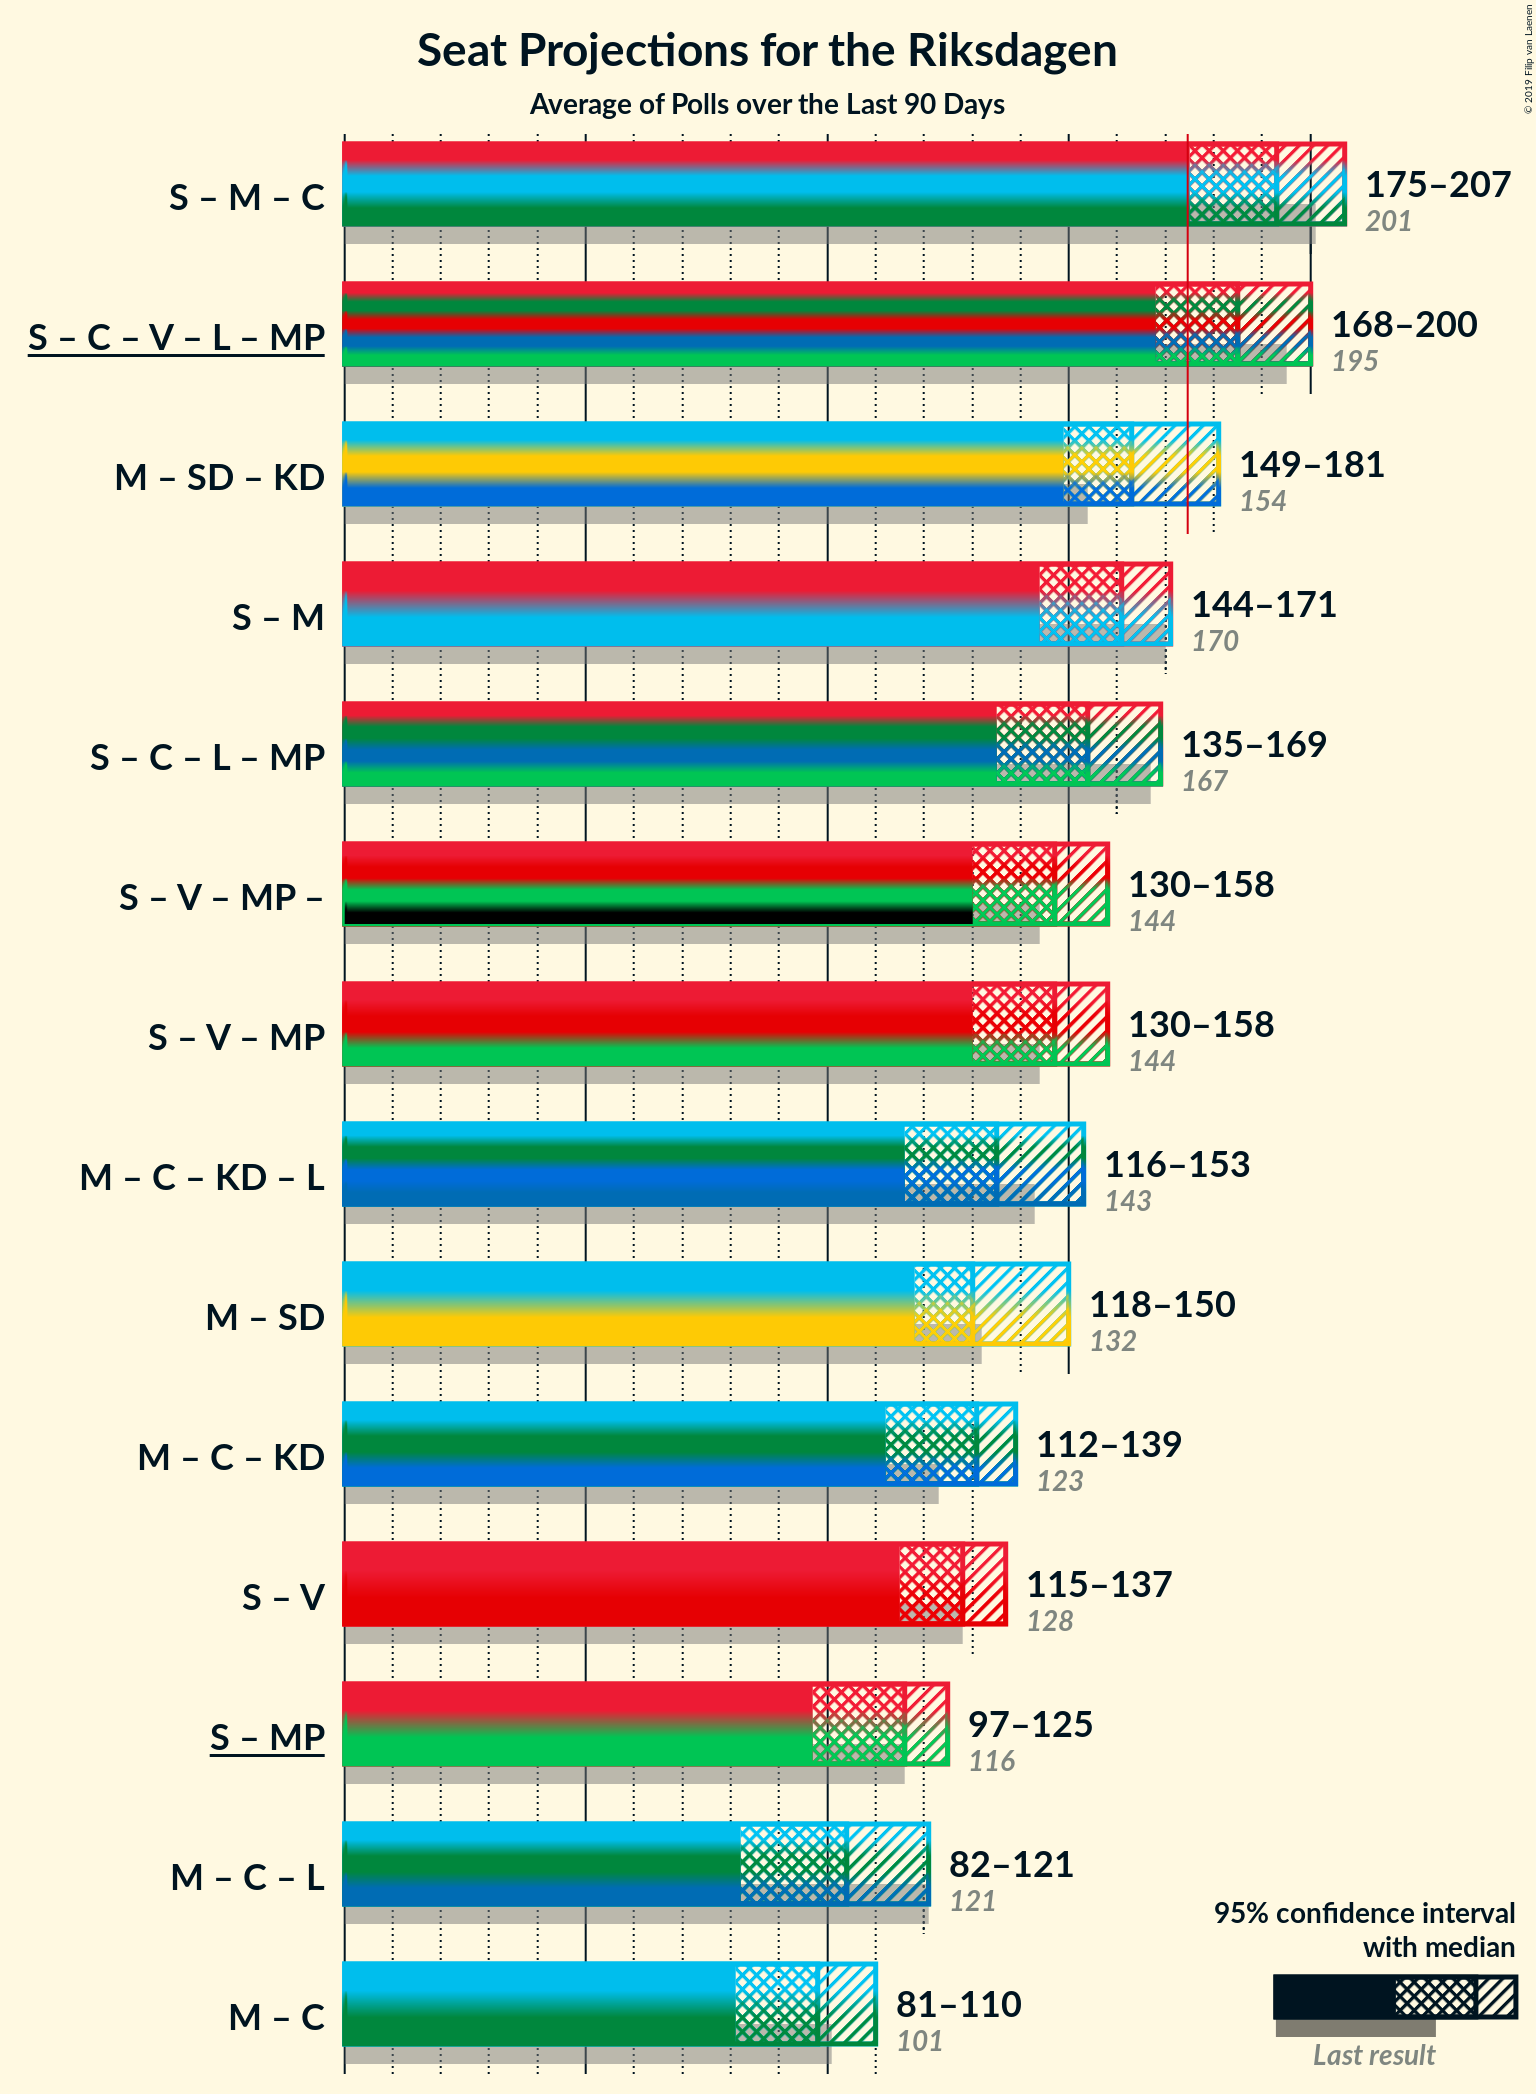 Seat Projections for the Riksdagen
Average of Polls over the Last 90 Days
© 2019 Filip van Laenen
S – M – C
175–207
201
S – C – V – L – MP
168–200
195
M – SD – KD
149–181
154
S – M
144–171
170
S – C – L – MP
135–169
167
S – V – MP –
130–158
144
S – V – MP
130–158
144
M – C – KD – L
116–153
143
M – SD
118–150
132
M – C – KD
112–139
123
S – V
115–137
128
S – MP
97–125
116
M – C – L
82–121
121
M – C
81–110
101
95% confidence interval
with median
Last result